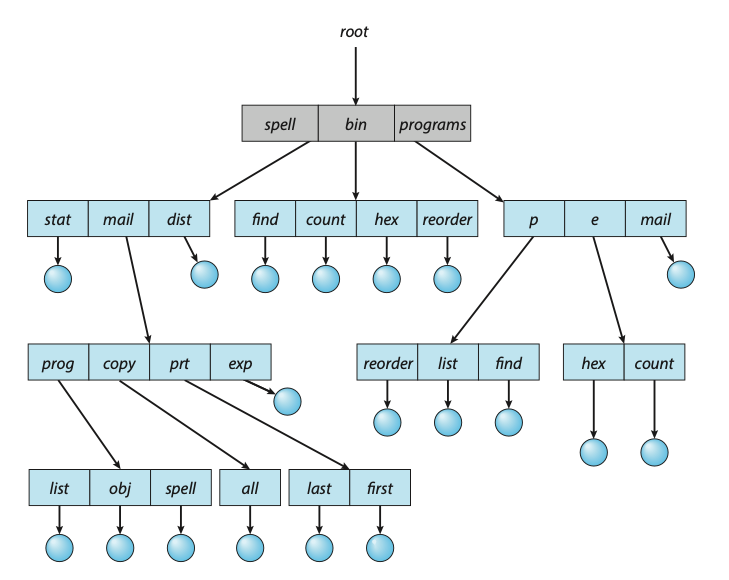 root
spell bin programs
stat mail dist find count hex reorder p e mail
prog copy prt exp reorder list find hex count
list obj spell all last first